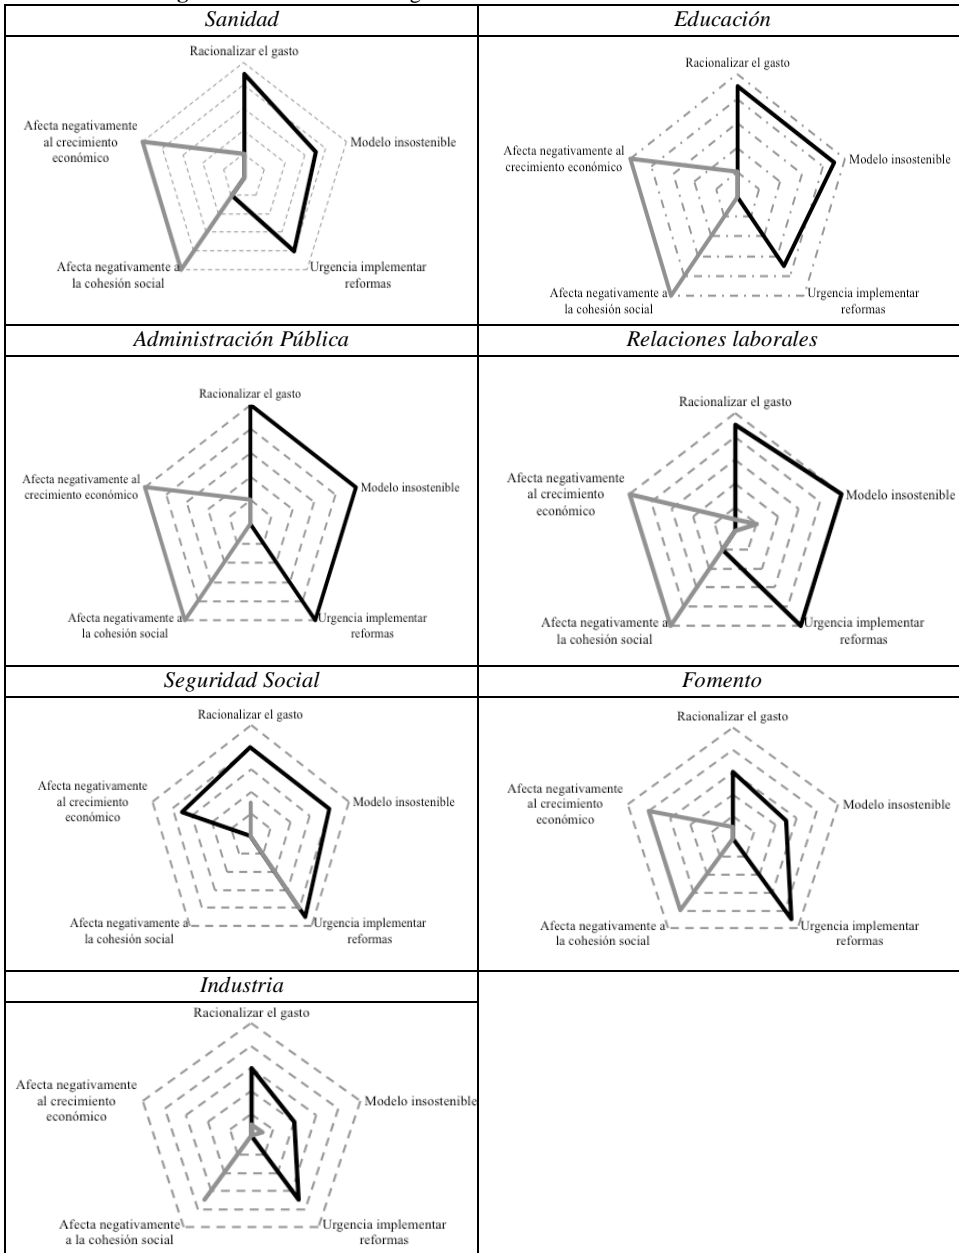 Sanidad
Educación
Racionalizar el gasto
Afecta negativamente
al crecimiento
económico
Modelo insostenible
Afecta negativamente a
la cohesión social
Urgencia implementar
reformas
Racionalizar el gasto
Afecta negativamente al
crecimiento económico
Modelo insostenible
Afecta negativamente a
la cohesión social
Urgencia implementar
reformas
Administración Pública
Relaciones laborales
Racionalizar el gasto
Afecta negativamente al
crecimiento económico
Modelo insostenible
Afecta negativamente a
la cohesión social
Urgencia implementar
reformas
Racionalizar el gasto
Afecta negativamente
al crecimiento
económico
Modelo insostenible
Afecta negativamente a
la cohesión social
Urgencia implementar
reformas
Seguridad Social
Fomento
Racionalizar el gasto
Afecta negativamente
al crecimiento
económico
Modelo insostenible
Afecta negativamente a
la cohesión social
Urgencia implementar
reformas
Racionalizar el gasto
Afecta negativamente
al crecimiento
económico
Modelo insostenible
Afecta negativamente a
la cohesión social
Urgencia implementar
reformas
Industria
Racionalizar el gasto
Afecta negativamente
al crecimiento
económico
Modelo insostenible
Afecta negativamente
a la cohesión social
Urgencia implementar
reformas